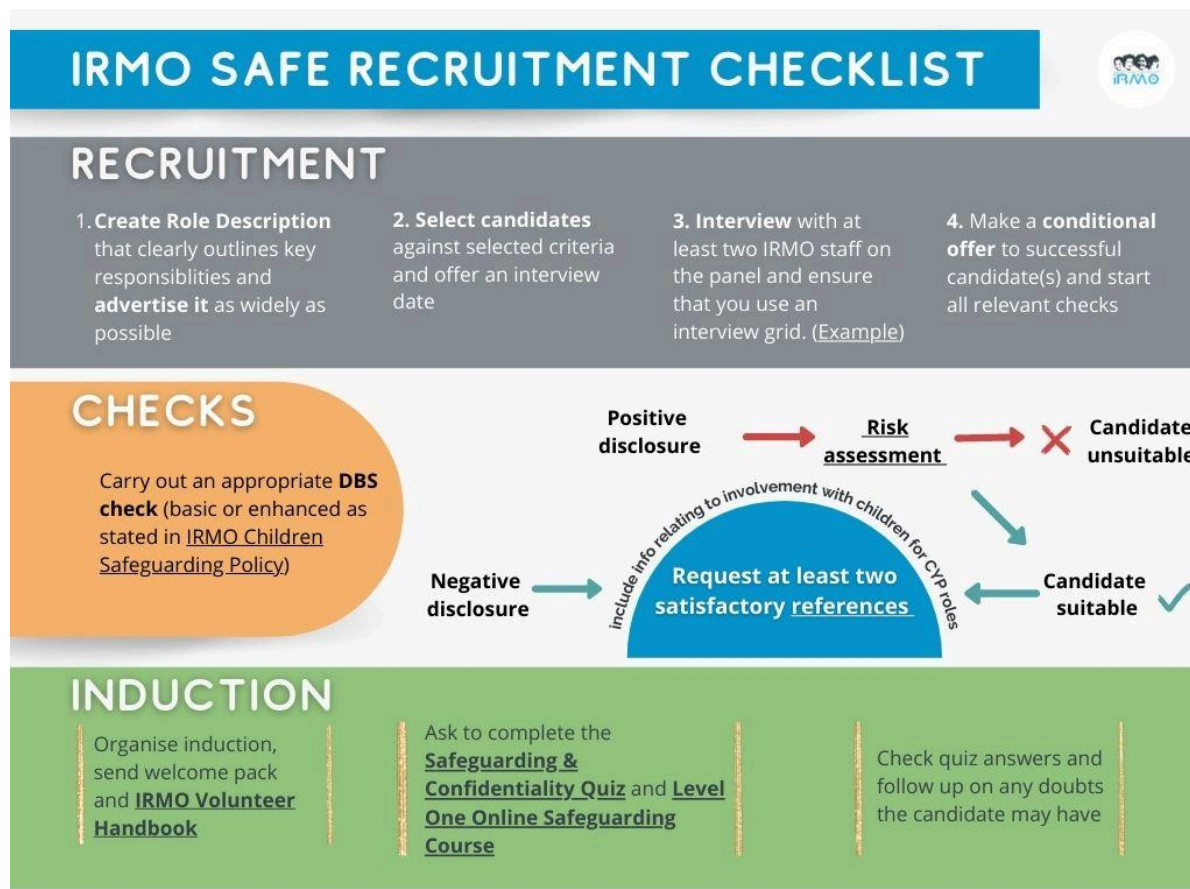 IRMO SAFE RECRUITMENT CHECKLIST
iRMO
RECRUITMENT
1. Create Role Description
that clearly outlines key
responsiblities and
advertise it as widely as
possible
2. Select candidates
against selected criteria
and offer an interview
date
3. Interview with at
least two IRMO staff on
the panel and ensure
that you use an
interview grid. (Example)
4. Make a conditional
offer to successful
candidate(s) and start
all relevant checks
CHECKS
Carry out an appropriate DBS
check (basic or enhanced as
stated in IRMO Children
Safeguarding Policy)
Positive
disclosure
Risk
assessment
Candidate
unsuitable
include info relating to involvement with children for CYP roles
Negative
disclosure
Request at least two
satisfactory references
Candidate
suitable
INDUCTION
Organise induction,
send welcome pack
and IRMO Volunteer
Handbook
Ask to complete the
Safeguarding &
Confidentiality Quiz and Level
One Online Safeguarding
Course
Check quiz answers and
follow up on any doubts
the candidate may have